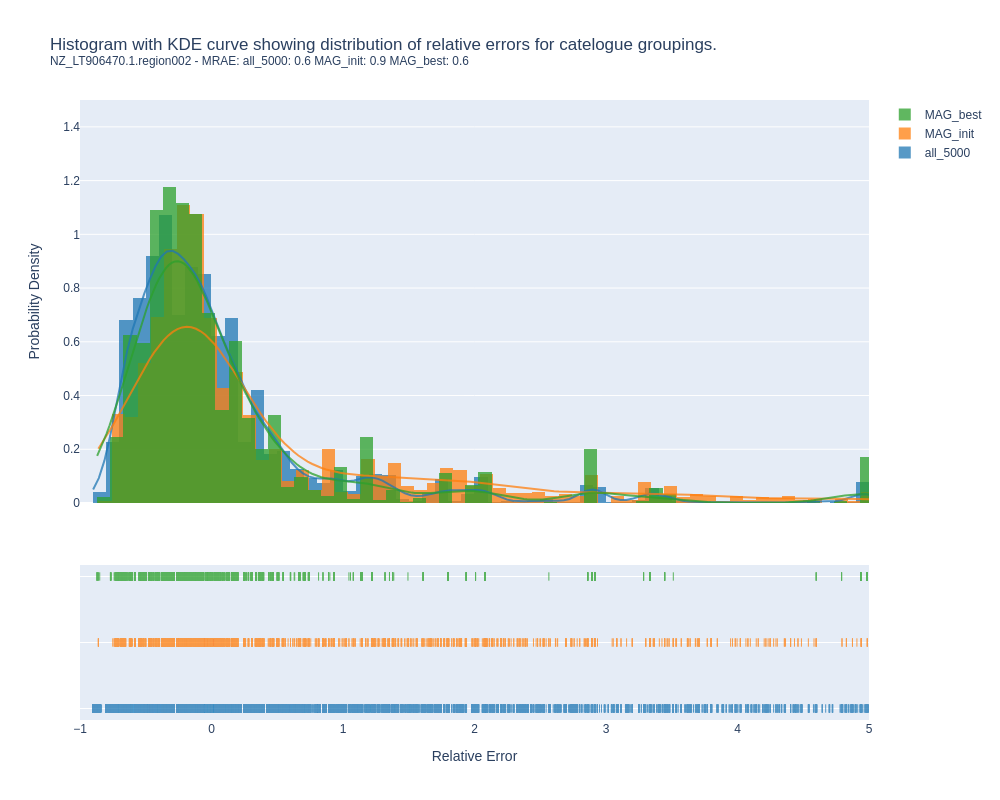 Histogram with KDE curve showing distribution of relative errors for catelogue groupings.
NZ_LT906470.1.region002 - MRAE: all_5000: 0.6 MAG_init: 0.9 MAG_best: 0.6
MAG_best
MAG_init
all_5000
Probability Density
1.4
1.2
1
0.8
0.6
0.4
0.2
0
−1
0
1
2
3
4
5
Relative Error